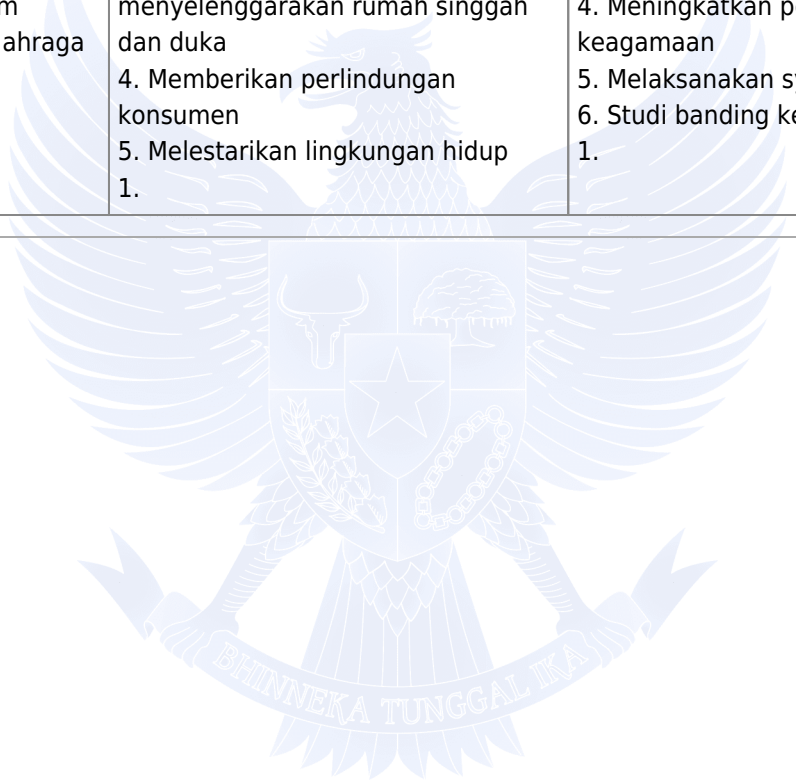 menyelenggarakan rumah singgah
dan duka
4. Memberikan perlindungan
konsumen
5. Melestarikan lingkungan hidup
1.
4. Meningkatkan
keagamaan
5. Melaksanakan
6. Studi banding
1.
BHINNEKA TUNGGAL IKA